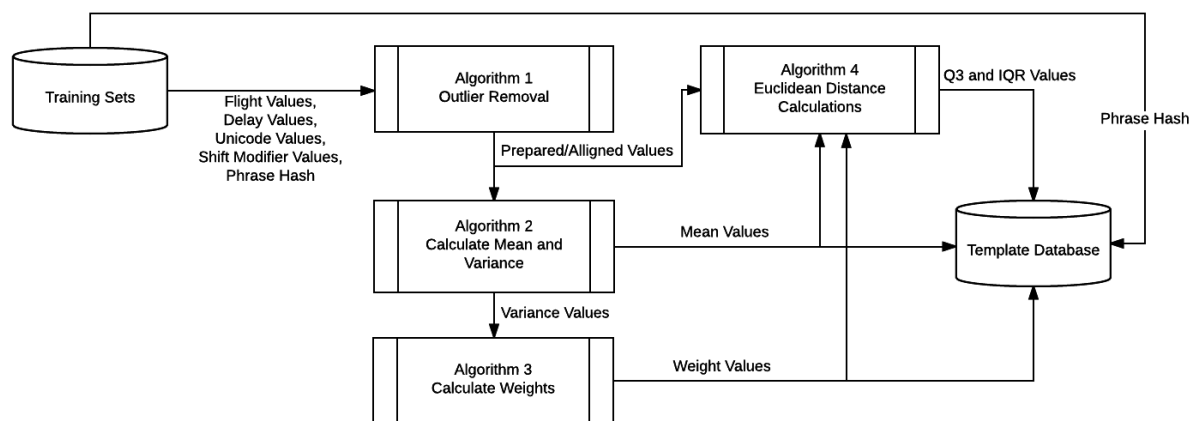 Training Sets
Flight Values,
Delay Values,
Unicode Values,
Shift Modifier Values,
Phrase Hash
Algorithm 1
Outlier Removal
Prepared/Alligned Values
Algorithm 4
Euclidean Distance
Calculations
Q3 and IQR Values
Phrase Hash
Algorithm 2
Calculate Mean and
Variance
Mean Values
Template Database
Variance Values
Algorithm 3
Calculate Weights
Weight Values